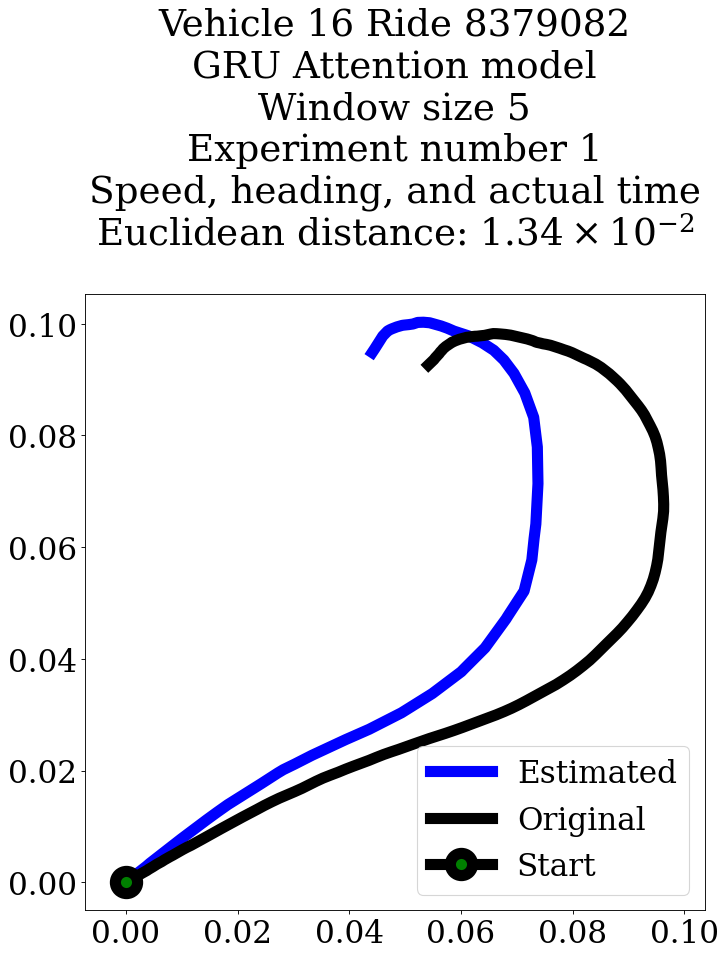 Vehicle 16 Ride 8379082
GRU Attention model
Window size 5
Experiment number 1
Speed, heading, and actual time
Euclidean distance: 1.34 × 10⁻²
0.10
0.08
0.06
0.04
0.02
0.00
Estimated
Original
Start
0.00 0.02 0.04 0.06 0.08 0.10